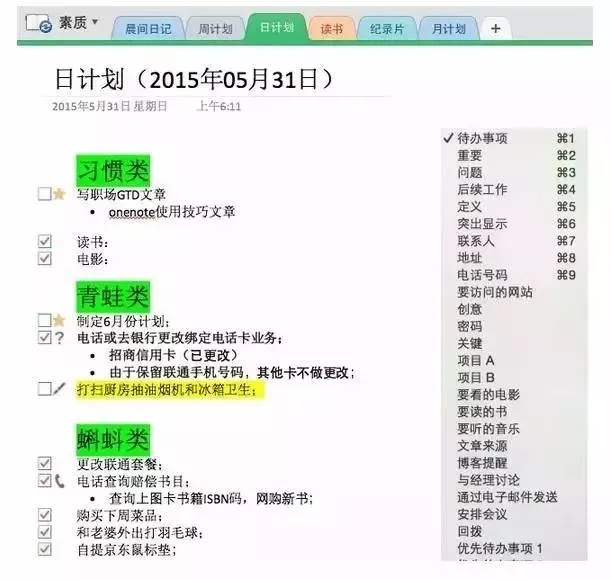 素质
晨间日记 周计划 日计划 读书 纪录片 月计划 +
日计划（2015年05月31日）
2015年5月31日 星期日 上午6:11
习惯类
写职场GTD文章
• onenote使用技巧文章
读书：
电影：
青蛙类
制定6月份计划；
电话或去银行更改绑定电话卡业务；
• 招商信用卡（已更改）
• 由于保留联通手机号码，其他卡不做更改；
打扫厨房抽油烟机和冰箱卫生；
蝌蚪类
更改联通套餐；
电话查询赔偿书目；
• 查询上图卡书籍ISBN码，网购新书；
购买下周菜品；
和老婆外出打羽毛球；
自提京东鼠标垫；
✓ 待办事项 ⌘1
重要 ⌘2
问题 ⌘3
后续工作 ⌘4
定义 ⌘5
突出显示 ⌘6
联系人 ⌘7
地址 ⌘8
电话号码 ⌘9
要访问的网站
创意
密码
关键
项目 A
项目 B
要看的电影
要读的书
要听的音乐
文章来源
博客提醒
与经理讨论
通过电子邮件发送
安排会议
回拨
优先待办事项 1